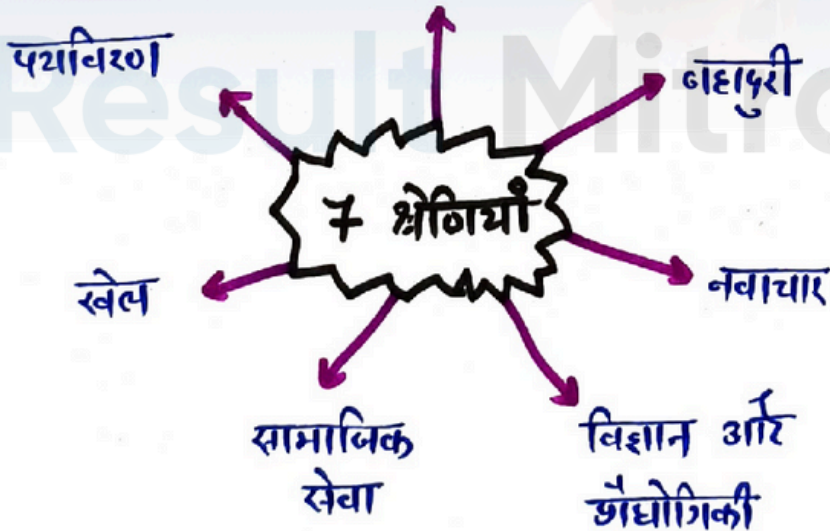 पर्यावरण
बहादुरी
7 श्रेणियाँ
खेल
नवाचार
सामाजिक
सेवा
विज्ञान और
प्रौद्योगिकी
Result Mitra